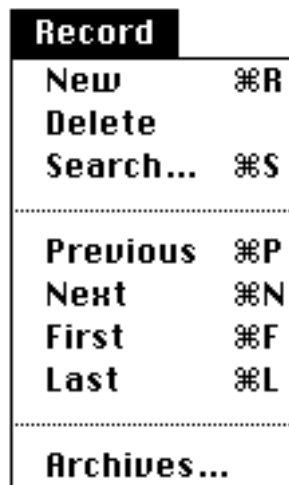 Record
New ⌘R
Delete
Search... ⌘S
Previous ⌘P
Next ⌘N
First ⌘F
Last ⌘L
Archives...